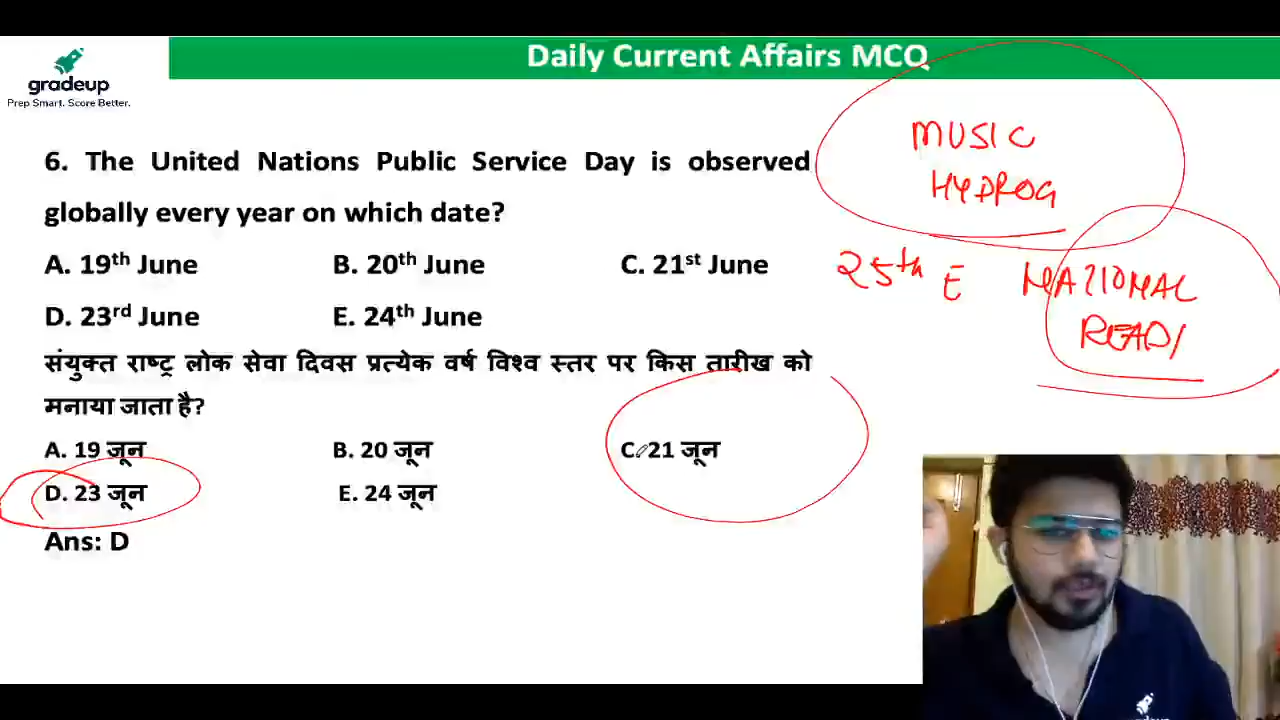 Daily Current Affairs MCQ
gradeup
Prep Smart. Score Better.
6. The United Nations Public Service Day is observed
globally every year on which date?
A. 19th June B. 20th June C. 21st June
D. 23rd June E. 24th June
संयुक्त राष्ट्र लोक सेवा दिवस प्रत्येक वर्ष विश्व स्तर पर किस तारीख को
मनाया जाता है?
A. 19 जून B. 20 जून C. 21 जून
D. 23 जून E. 24 जून
Ans: D
MUSIC
HYDROG
25th E NATIONAL
READI
gradeup